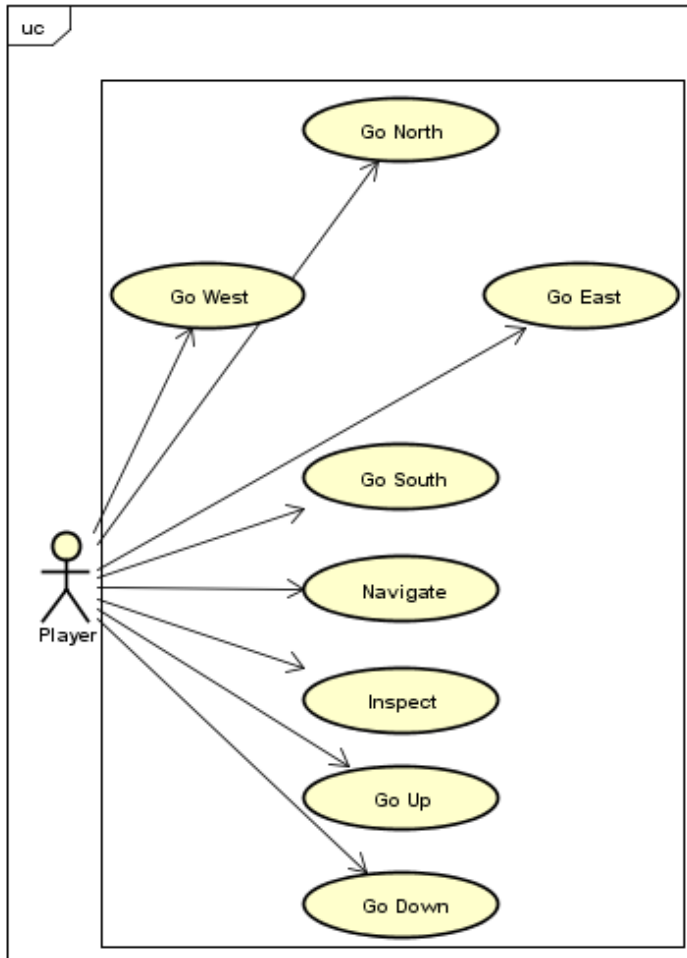 uc
Go North
Go West
Go East
Go South
Navigate
Player
Inspect
Go Up
Go Down